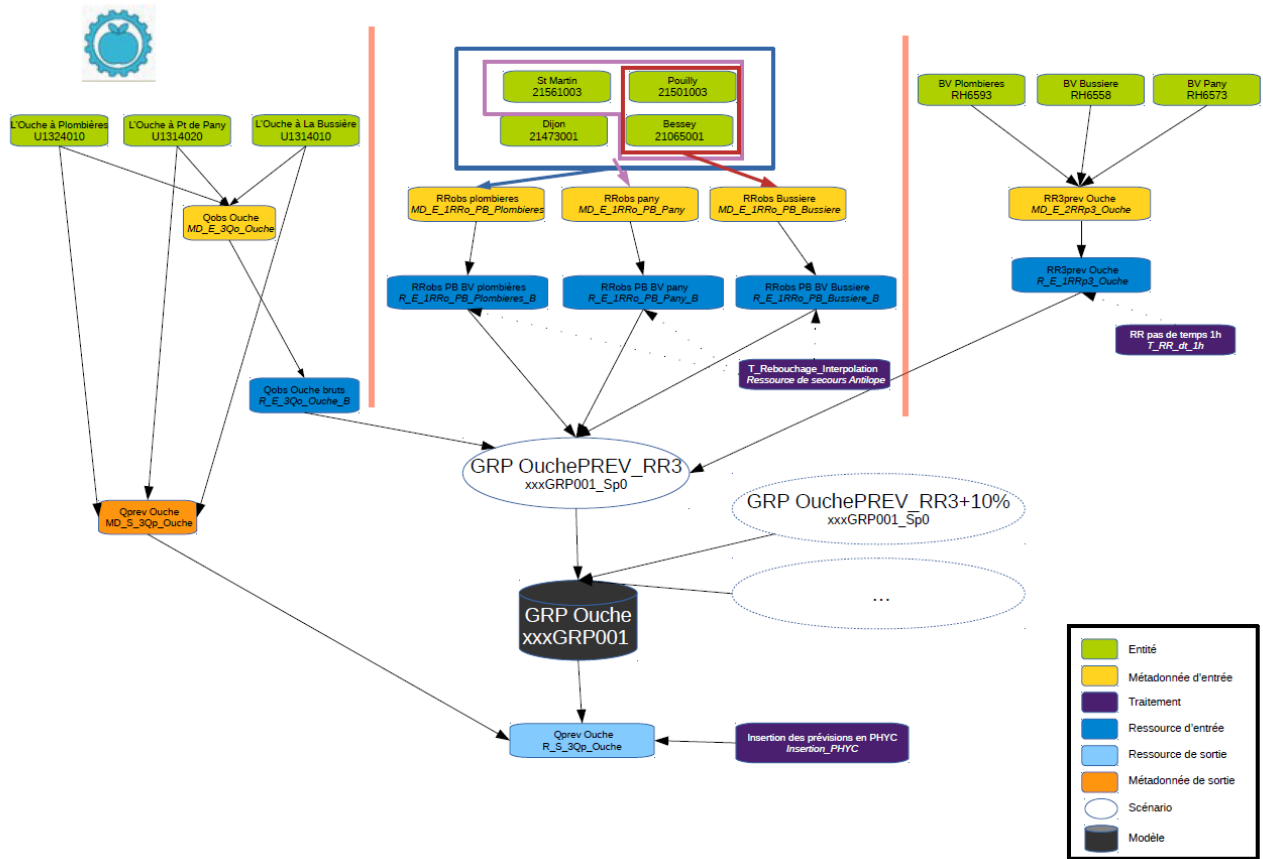 L'Ouche à Plombières
U1324010
L'Ouche à Pt de Pany
U1314020
L'Ouche à La Bussière
U1314010
Qobs Ouche
MD_E_3Qo_Ouche
Qobs Ouche bruts
R_E_3Qo_Ouche_B
Qprev Ouche
MD_S_3Qp_Ouche
St Martin
21561003
Pouilly
21501003
Dijon
21473001
Bessey
21065001
RRobs plombieres
MD_E_1RRo_PB_Plombieres
RRobs pany
MD_E_1RRo_PB_Pany
RRobs Bussiere
MD_E_1RRo_PB_Bussiere
RRobs PB BV plombières
R_E_1RRo_PB_Plombieres_B
RRobs PB BV pany
R_E_1RRo_PB_Pany_B
RRobs PB BV Bussiere
R_E_1RRo_PB_Bussiere_B
T_Rebouchage_Interpolation
Ressource de secours Antilope
BV Plombieres
RH6593
BV Bussiere
RH6558
BV Pany
RH6573
RR3prev Ouche
MD_E_2RRp3_Ouche
RR3prev Ouche
R_E_1RRp3_Ouche
RR pas de temps 1h
T_RR_dt_1h
GRP OuchePREV_RR3
xxxGRP001_Sp0
GRP OuchePREV_RR3+10%
xxxGRP001_Sp0
...
GRP Ouche
xxxGRP001
Qprev Ouche
R_S_3Qp_Ouche
Insertion des prévisions en PHYC
Insertion_PHYC
Entité
Métadonnée d'entrée
Traitement
Ressource d'entrée
Ressource de sortie
Métadonnée de sortie
Scénario
Modèle